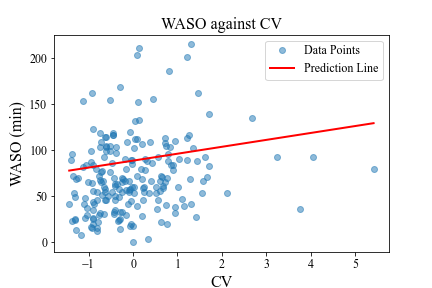 WASO against CV
Data Points
Prediction Line
WASO (min)
200
150
100
50
0
−1
0
1
2
3
4
5
CV